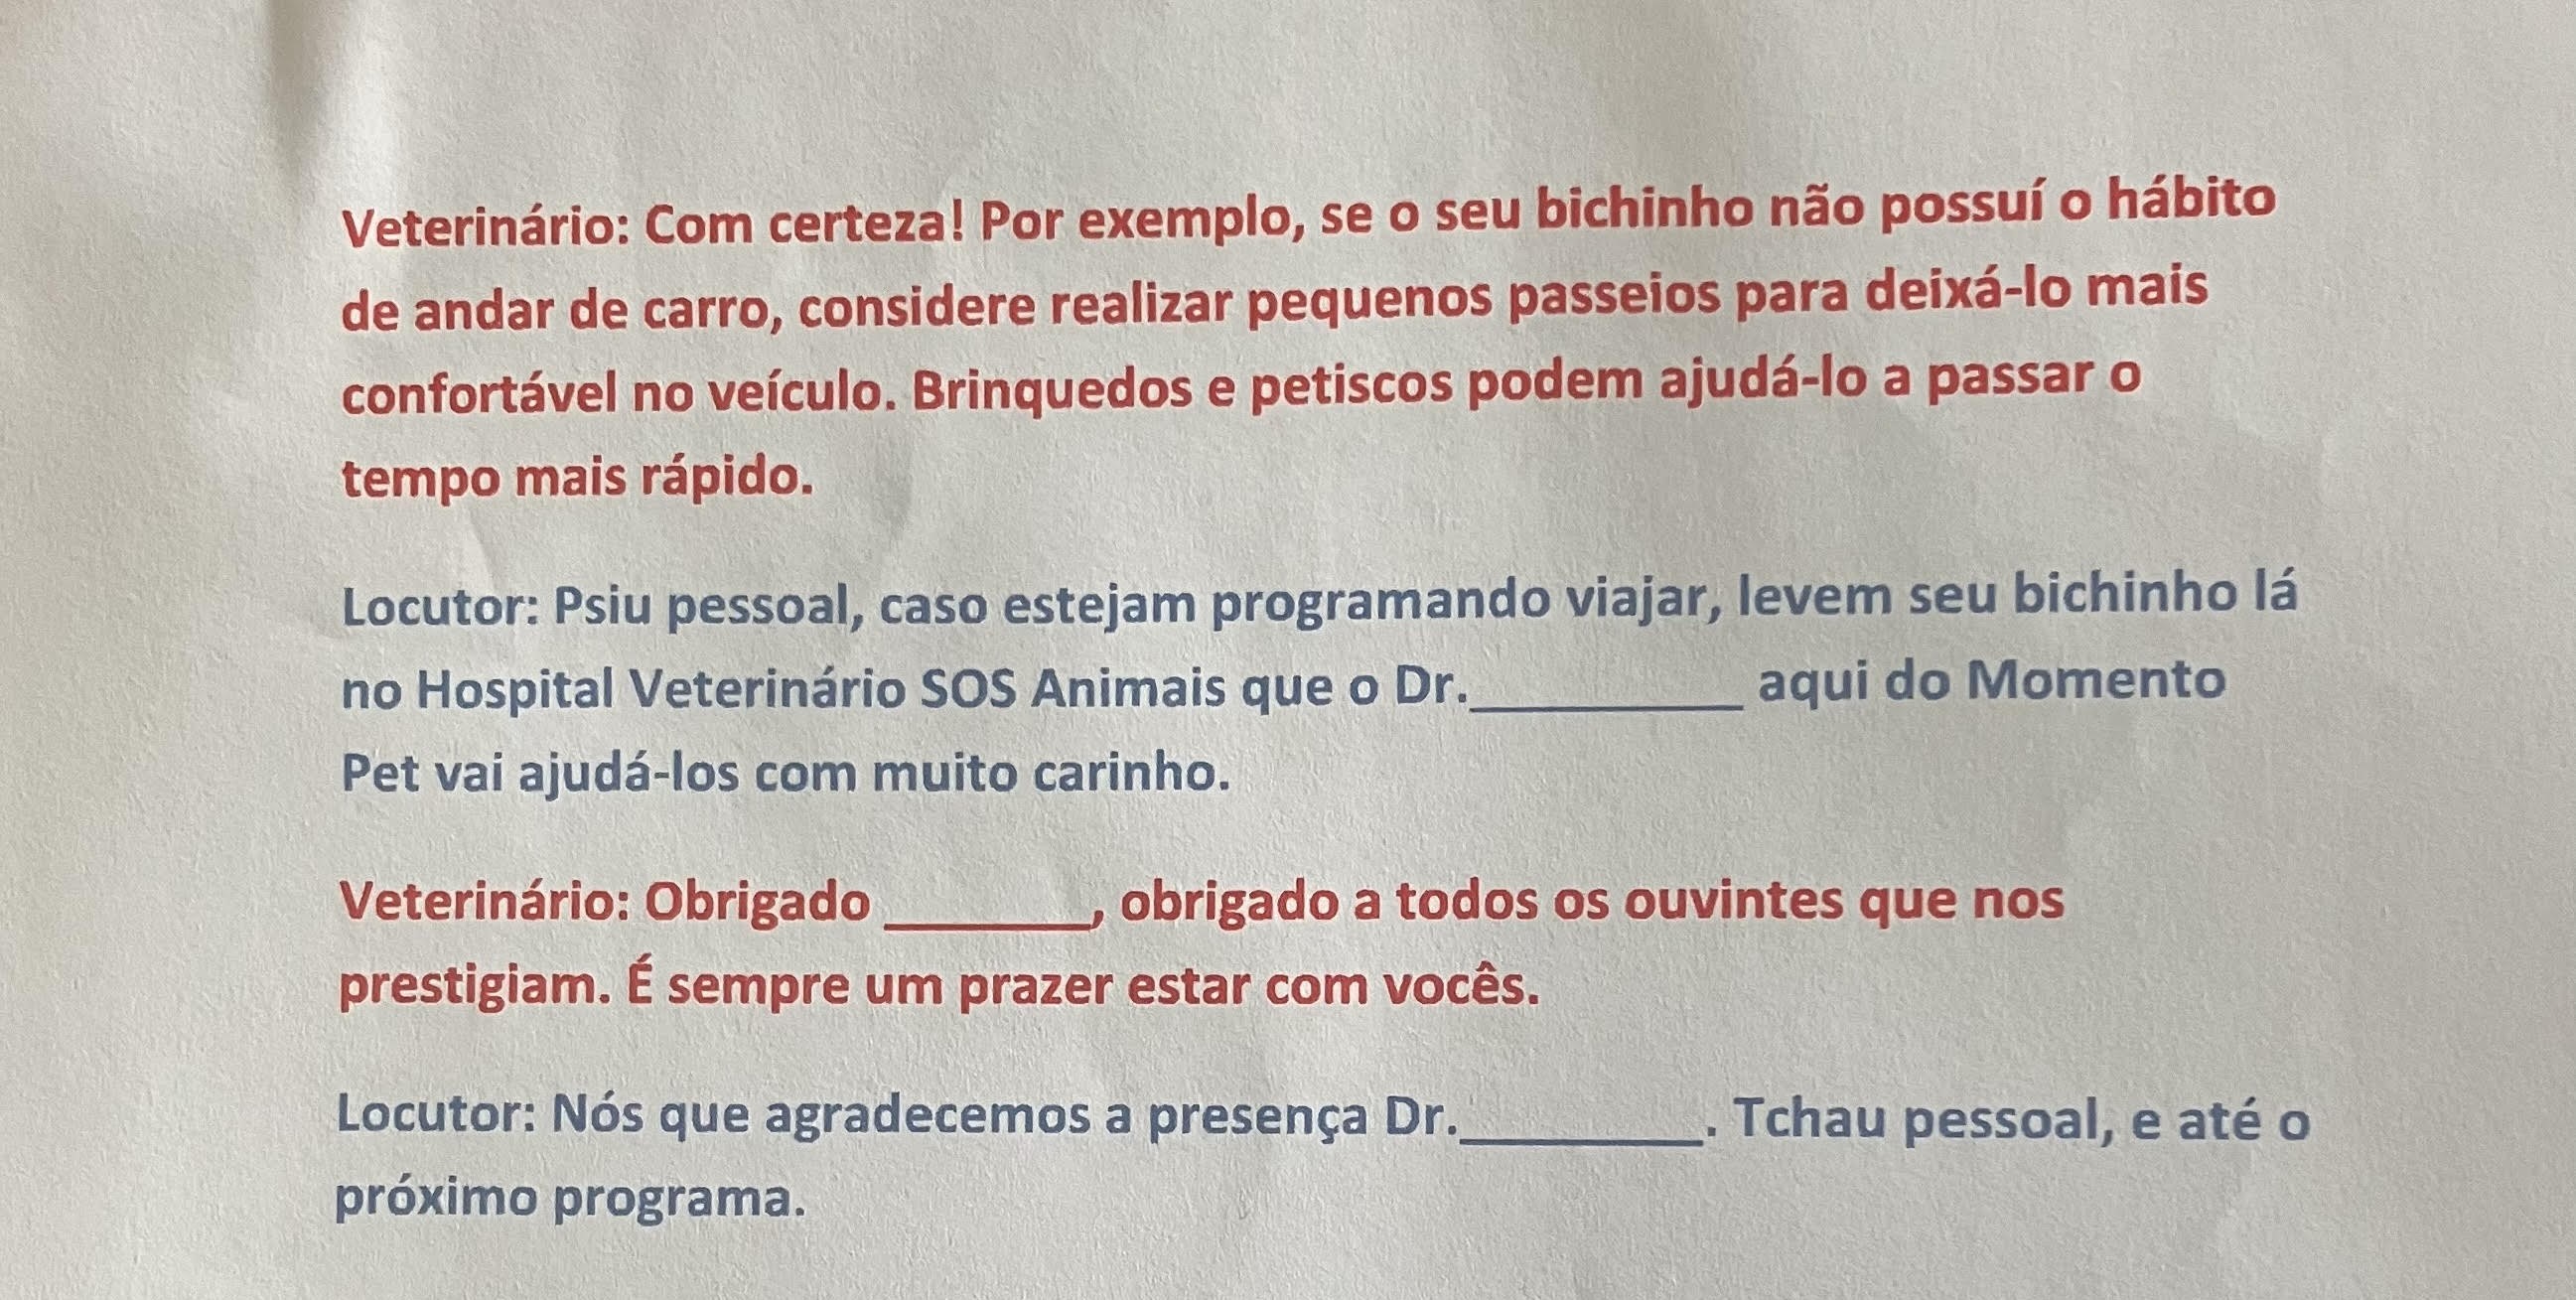 Veterinário: Com certeza! Por exemplo, se o seu bichinho não possuí o hábito
de andar de carro, considere realizar pequenos passeios para deixá-lo mais
confortável no veículo. Brinquedos e petiscos podem ajudá-lo a passar o
tempo mais rápido.
Locutor: Psiu pessoal, caso estejam programando viajar, levem seu bichinho lá
no Hospital Veterinário SOS Animais que o Dr.___________ aqui do Momento
Pet vai ajudá-los com muito carinho.
Veterinário: Obrigado ________, obrigado a todos os ouvintes que nos
prestigiam. É sempre um prazer estar com vocês.
Locutor: Nós que agradecemos a presença Dr.__________. Tchau pessoal, e até o
próximo programa.